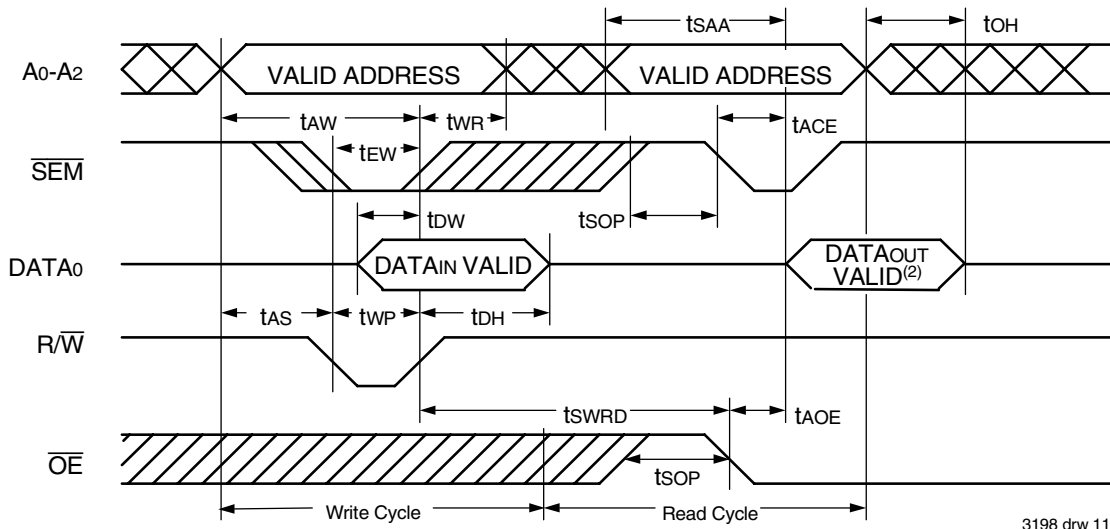 tSAA
tOH
A0-A2
VALID ADDRESS
VALID ADDRESS
tAW
tWR
tACE
tEW
SEM
tDW
tSOP
DATA0
DATAIN VALID
DATAOUT
VALID(2)
tAS
tWP
tDH
R/W
tSWRD
tAOE
OE
tSOP
Write Cycle
Read Cycle
3198 drw 11